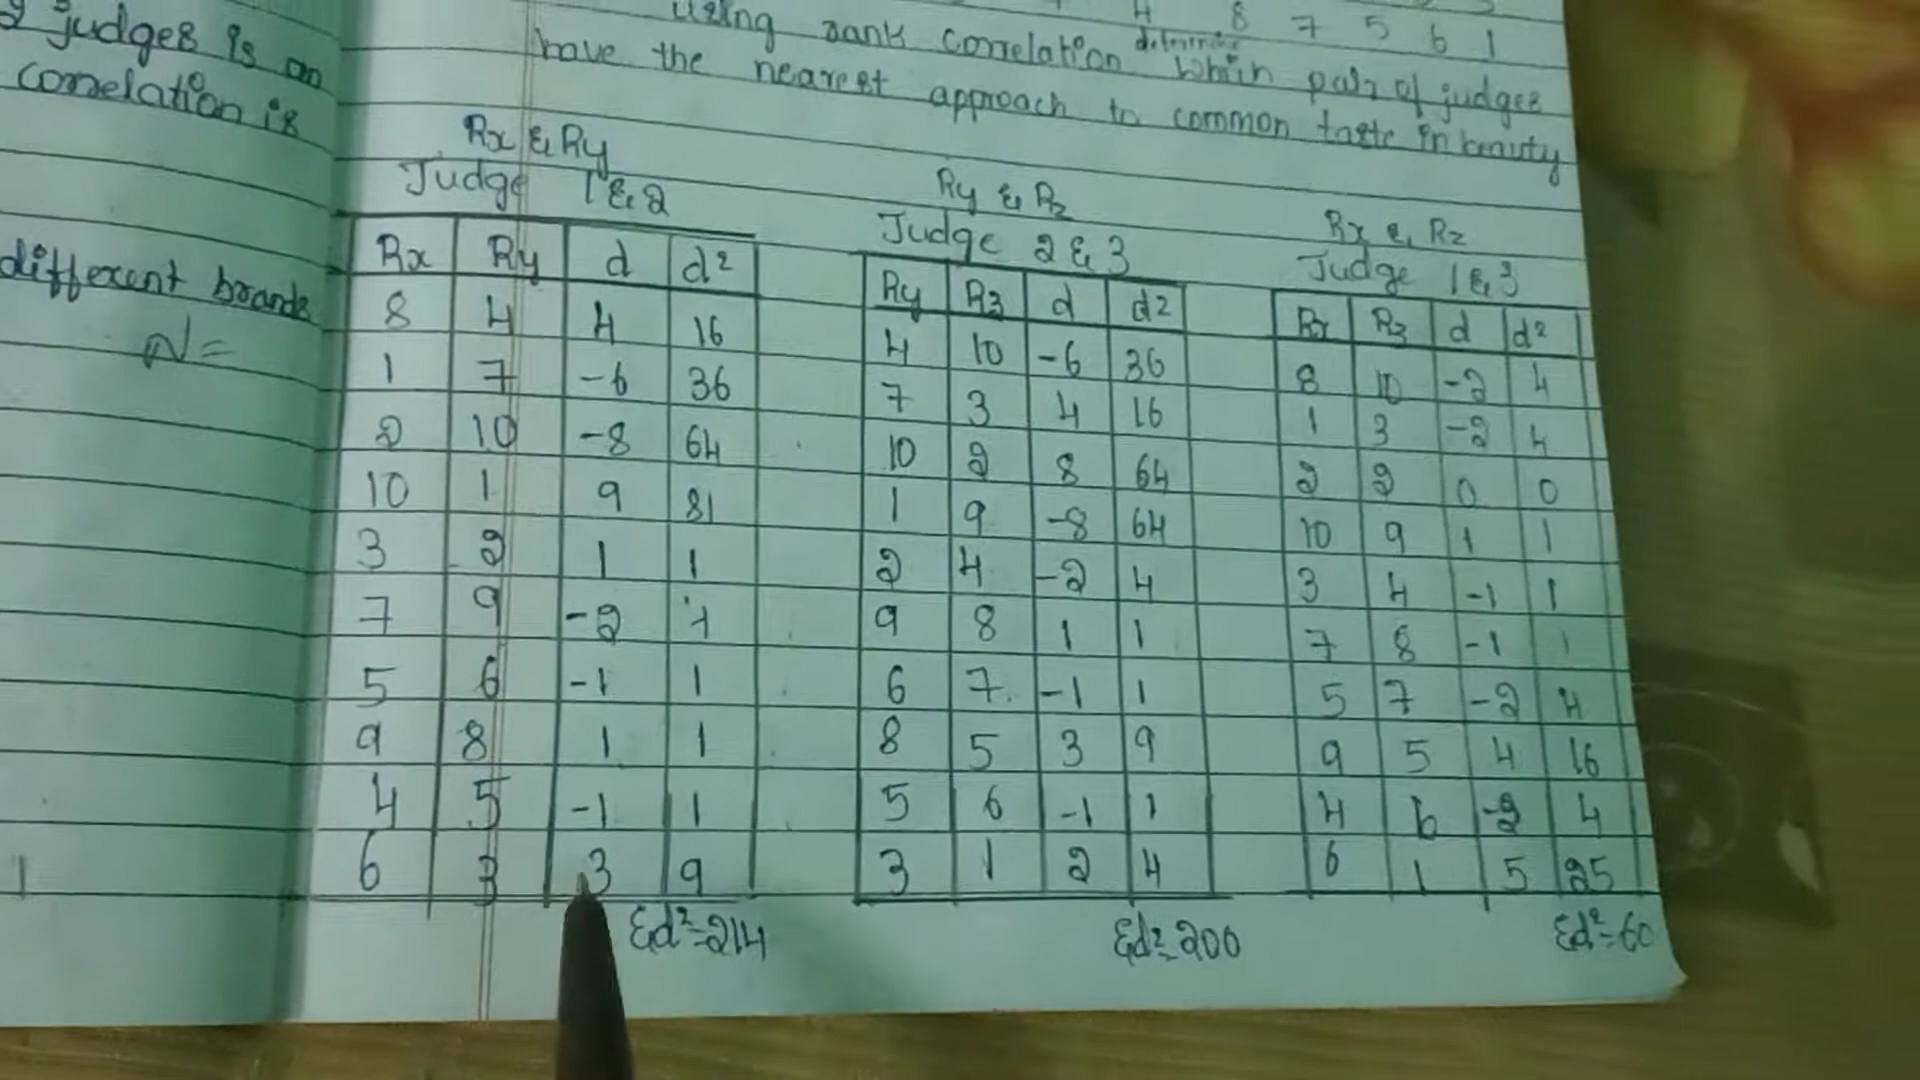 2 judges is an
correlation is
different brands
N=
4 8 7 5 6 1
using rank correlation determine which pair of judges
have the nearest approach to common taste in beauty
Rx & Ry
Judge 1 & 2
Rx Ry d d²
8 4 4 16
1 7 -6 36
2 10 -8 64
10 1 9 81
3 2 1 1
7 9 -2 4
5 6 -1 1
9 8 1 1
4 5 -1 1
6 3 3 9
Σd²=214
Ry & Rz
Judge 2 & 3
Ry R3 d d²
4 10 -6 36
7 3 4 16
10 2 8 64
1 9 -8 64
2 4 -2 4
9 8 1 1
6 7 -1 1
8 5 3 9
5 6 -1 1
3 1 2 4
Σd²=200
Rx & Rz
Judge 1 & 3
Rx R3 d d²
8 10 -2 4
1 3 -2 4
2 2 0 0
10 9 1 1
3 4 -1 1
7 8 -1 1
5 7 -2 4
9 5 4 16
4 6 -2 4
6 1 5 25
Σd²=60